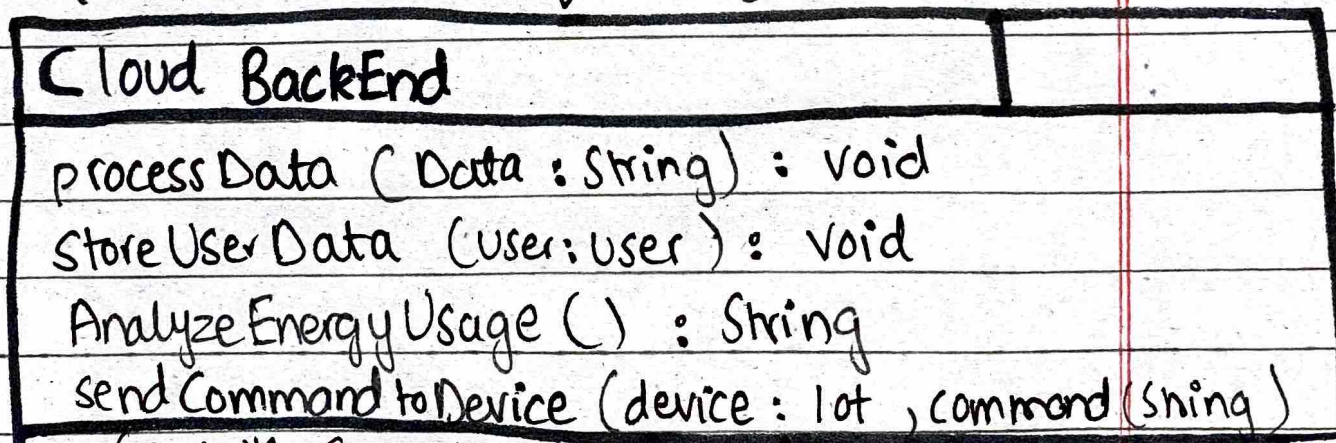 Cloud BackEnd
processData (Data : String) : void
StoreUserData (user: user) : void
AnalyzeEnergyUsage () : String
sendCommandtoDevice (device : Iot , command (String)